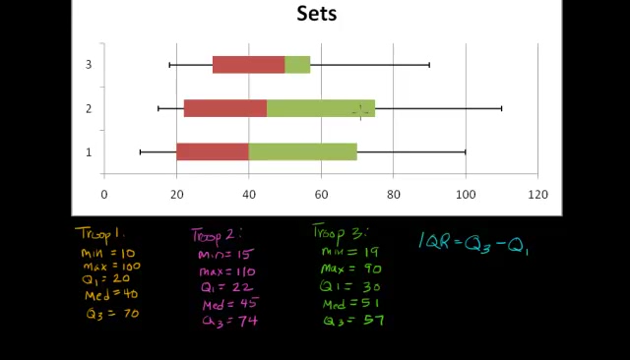 Sets
3
2
1
0 20 40 60 80 100 120
Troop 1:
min = 10
max = 100
Q1 = 20
Med = 40
Q3 = 70
Troop 2:
min = 15
max = 110
Q1 = 22
Med = 45
Q3 = 74
Troop 3:
min = 19
max = 90
Q1 = 30
Med = 51
Q3 = 57
IQR = Q3 - Q1